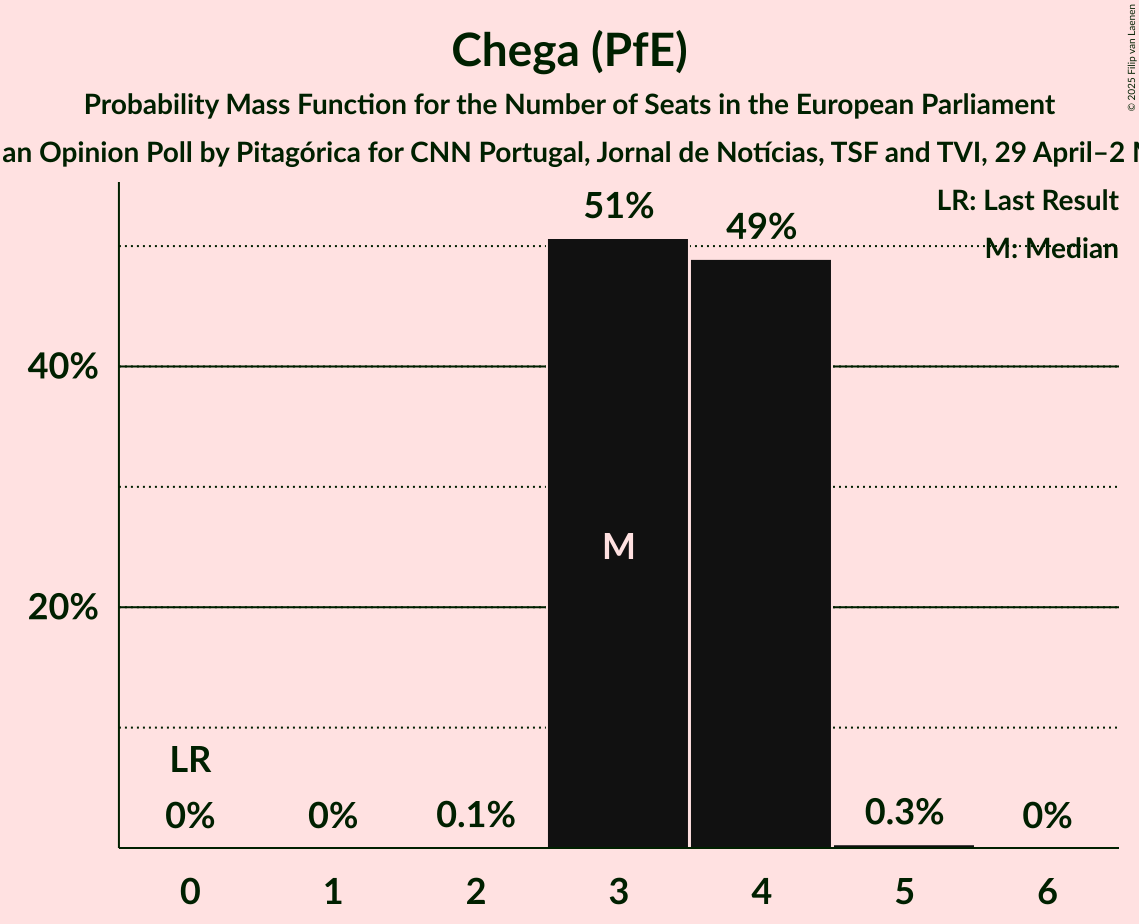 Chega (PfE)
Probability Mass Function for the Number of Seats in the European Parliament
an Opinion Poll by Pitagórica for CNN Portugal, Jornal de Notícias, TSF and TVI, 29 April–2
© 2025 Filip van Laenen
LR: Last Result
M: Median
51%
49%
40%
20%
M
LR
0%
0%
0.1%
0.3%
0%
0
1
2
3
4
5
6